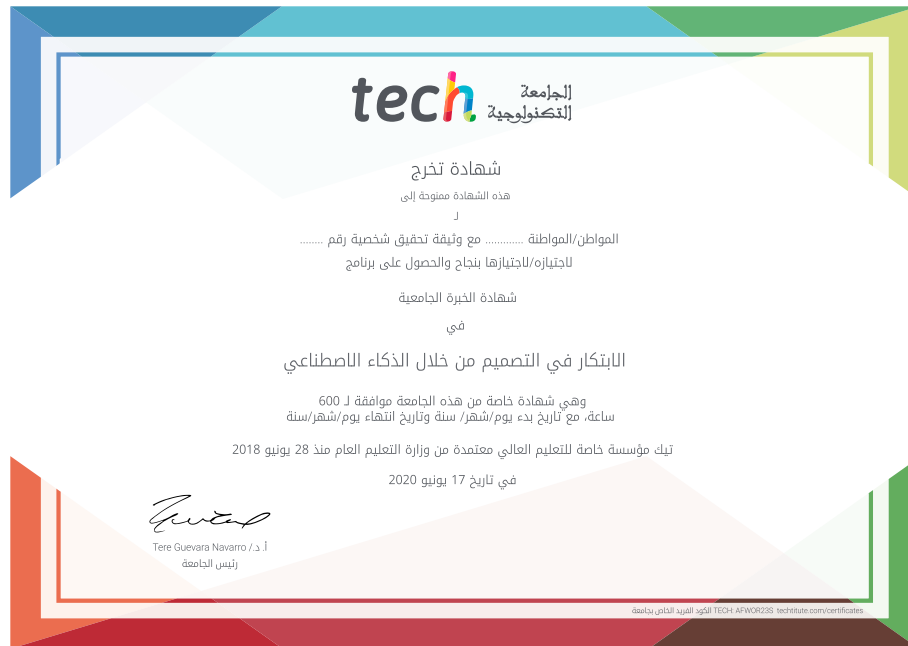 tech الجامعة
التكنولوجية
شهادة تخرج
هذه الشهادة ممنوحة إلى
لـ
المواطن/المواطنة ............ مع وثيقة تحقيق شخصية رقم ........
لاجتيازه/لاجتيازها بنجاح والحصول على برنامج
شهادة الخبرة الجامعية
في
الابتكار في التصميم من خلال الذكاء الاصطناعي
وهي شهادة خاصة من هذه الجامعة موافقة لـ 600
ساعة، مع تاريخ بدء يوم/شهر/ سنة وتاريخ انتهاء يوم/شهر/سنة
تيك مؤسسة خاصة للتعليم العالي معتمدة من وزارة التعليم العام منذ 28 يونيو 2018
في تاريخ 17 يونيو 2020
أ. د./ Tere Guevara Navarro
رئيس الجامعة
الكود الفريد الخاص بجامعة TECH: AFWOR23S techtitute.com/certificates